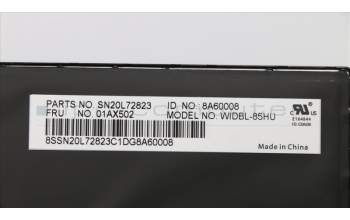 PARTS NO. SN20L72823 ID NO. 8A60008
FRU NO. 01AX502 MODEL NO. WIDBL-85HU
8SSN20L72823C1DG8A60008
Made in China